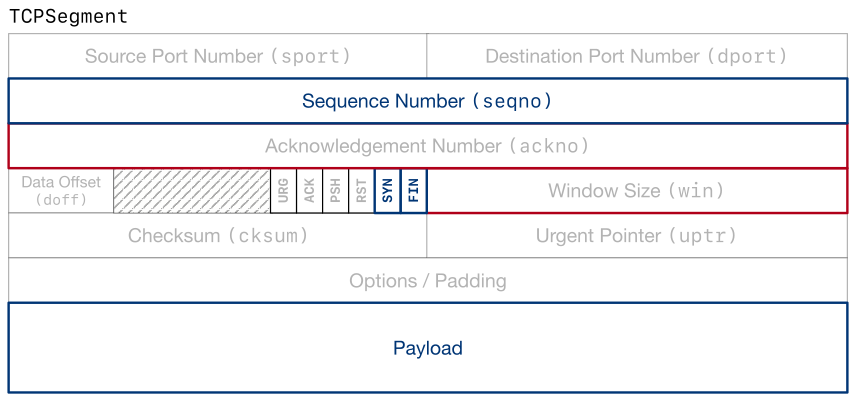 TCPSegment
Source Port Number (sport) Destination Port Number (dport)
Sequence Number (seqno)
Acknowledgement Number (ackno)
Data Offset
(doff)
URG ACK PSH RST SYN FIN
Window Size (win)
Checksum (cksum) Urgent Pointer (uptr)
Options / Padding
Payload